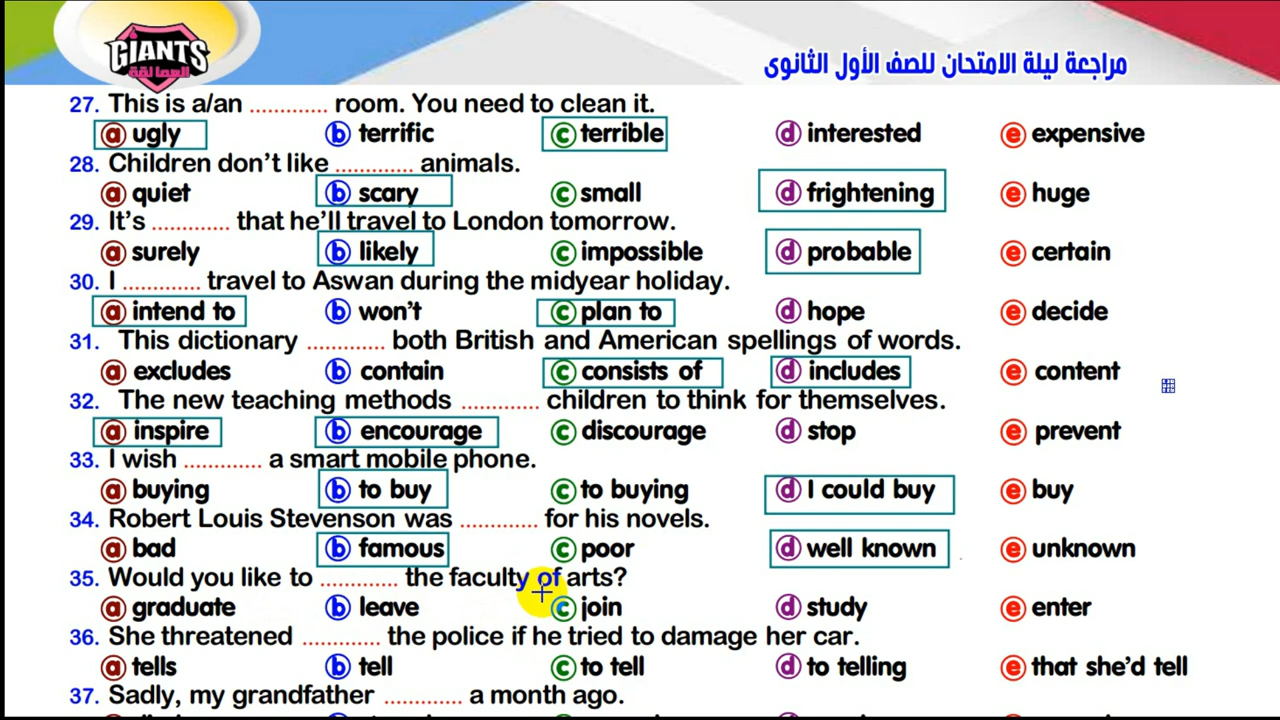 GIANTS
العمالقة
مراجعة ليلة الامتحان للصف الأول الثانوى
27. This is a/an ............. room. You need to clean it.
a ugly b terrific c terrible d interested e expensive
28. Children don't like ............. animals.
a quiet b scary c small d frightening e huge
29. It's ............. that he'll travel to London tomorrow.
a surely b likely c impossible d probable e certain
30. I ............. travel to Aswan during the midyear holiday.
a intend to b won't c plan to d hope e decide
31. This dictionary ............. both British and American spellings of words.
a excludes b contain c consists of d includes e content
32. The new teaching methods ............. children to think for themselves.
a inspire b encourage c discourage d stop e prevent
33. I wish ............. a smart mobile phone.
a buying b to buy c to buying d I could buy e buy
34. Robert Louis Stevenson was ............. for his novels.
a bad b famous c poor d well known e unknown
35. Would you like to ............. the faculty of arts?
a graduate b leave c join d study e enter
36. She threatened ............. the police if he tried to damage her car.
a tells b tell c to tell d to telling e that she'd tell
37. Sadly, my grandfather ............. a month ago.